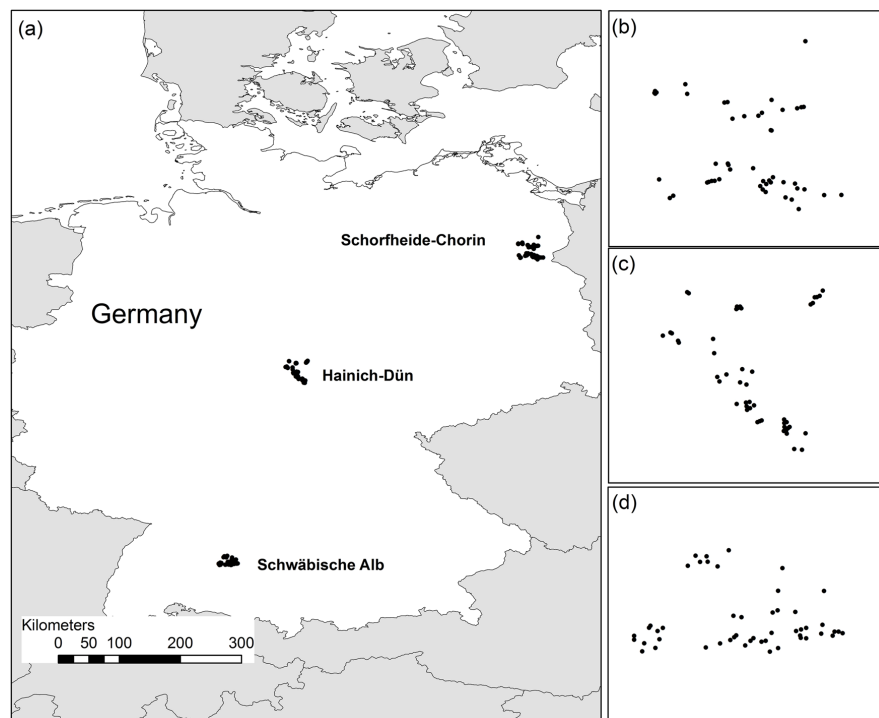 (a)
Schorfheide-Chorin
Germany
Hainich-Dün
Schwäbische Alb
Kilometers
0 50 100 200 300
(b)
(c)
(d)